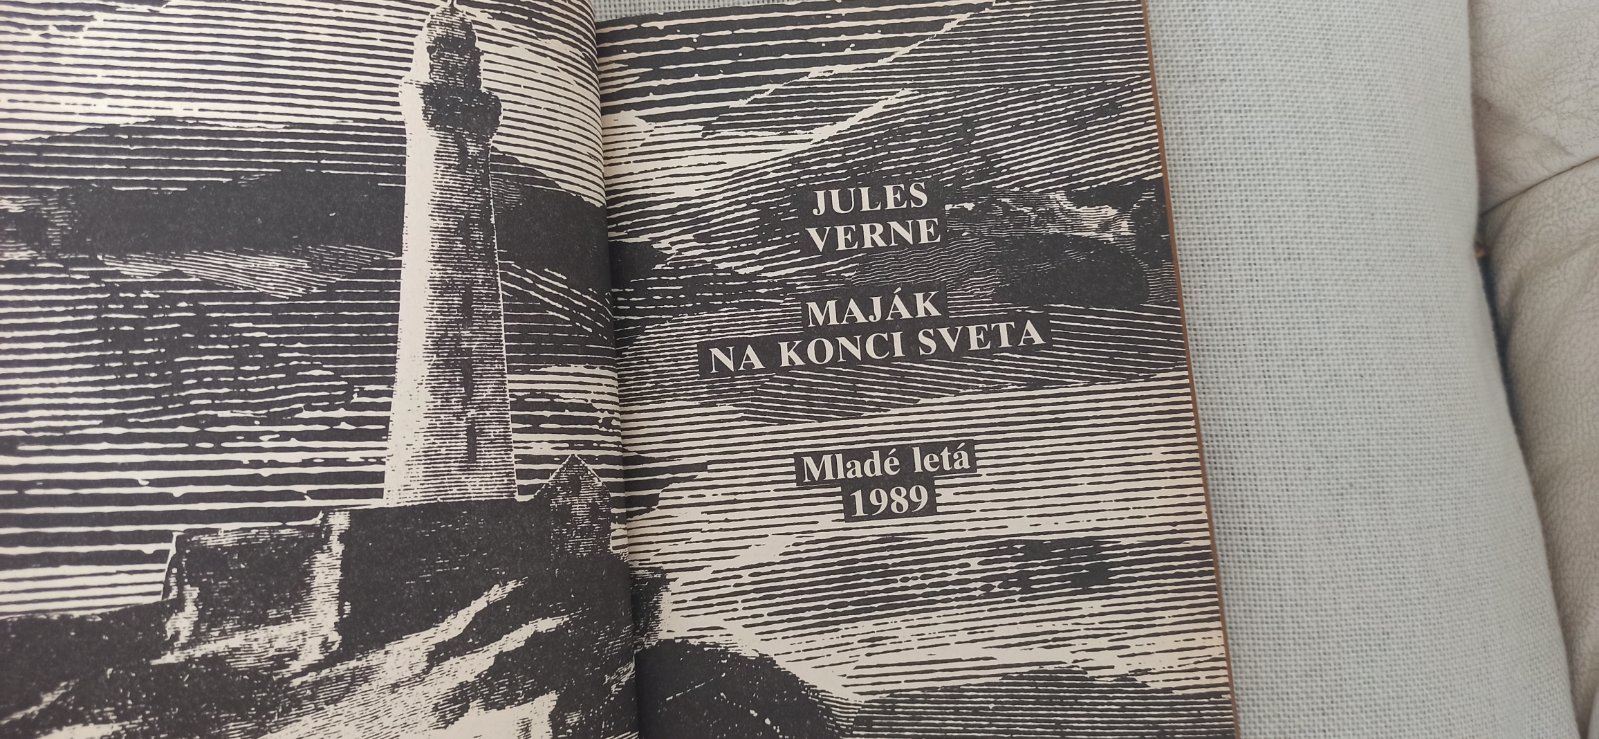 JULES
VERNE
MAJÁK
NA KONCI SVETA
Mladé letá
1989